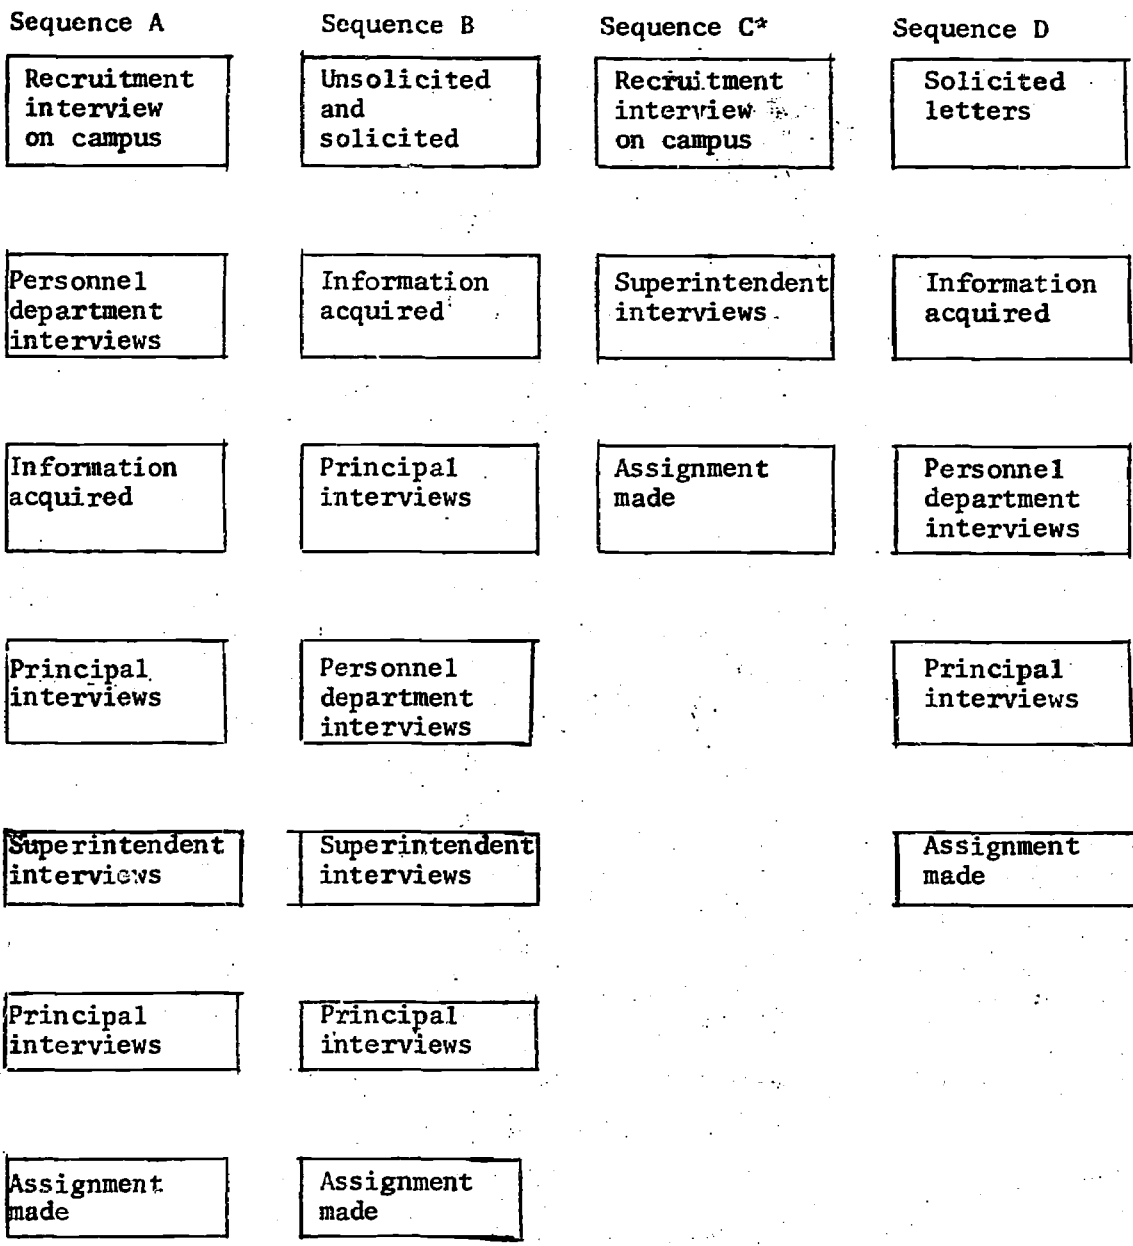 Sequence A
Recruitment
interview
on campus
Personnel
department
interviews
Information
acquired
Principal
interviews
Superintendent
interviews
Principal
interviews
Assignment
made
Sequence B
Unsolicited
and
solicited
Information
acquired
Principal
interviews
Personnel
department
interviews
Superintendent
interviews
Principal
interviews
Assignment
made
Sequence C*
Recruitment
interview
on campus
Superintendent
interviews
Assignment
made
Sequence D
Solicited
letters
Information
acquired
Personnel
department
interviews
Principal
interviews
Assignment
made